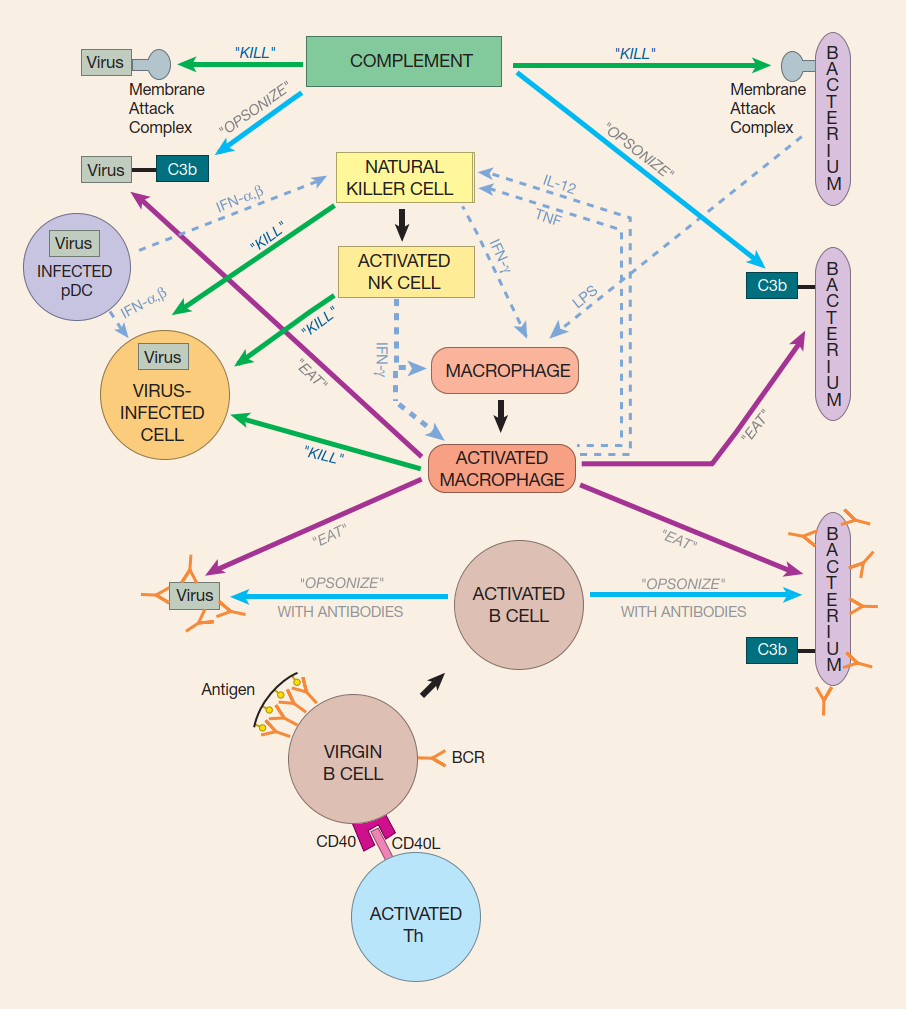 COMPLEMENT
"KILL"
"KILL"
Virus
Membrane
Attack
Complex
Membrane
Attack
Complex
BACTERIUM
"OPSONIZE"
"OPSONIZE"
Virus
C3b
NATURAL
KILLER CELL
IL-12
TNF
IFN-α,β
"KILL"
IFN-γ
Virus
INFECTED
pDC
ACTIVATED
NK CELL
LPS
C3b
BACTERIUM
IFN-α,β
"KILL"
Virus
VIRUS-
INFECTED
CELL
"EAT"
IFN-γ
MACROPHAGE
"EAT"
"KILL"
ACTIVATED
MACROPHAGE
"EAT"
"EAT"
Virus
"OPSONIZE"
WITH ANTIBODIES
ACTIVATED
B CELL
"OPSONIZE"
WITH ANTIBODIES
BACTERIUM
C3b
Antigen
VIRGIN
B CELL
BCR
CD40
CD40L
ACTIVATED
Th